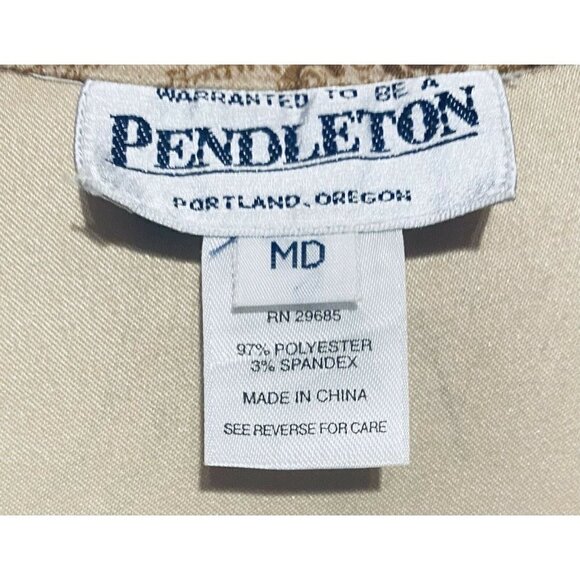 WARRANTED TO BE A
PENDLETON
PORTLAND, OREGON
MD
RN 29685
97% POLYESTER
3% SPANDEX
MADE IN CHINA
SEE REVERSE FOR CARE